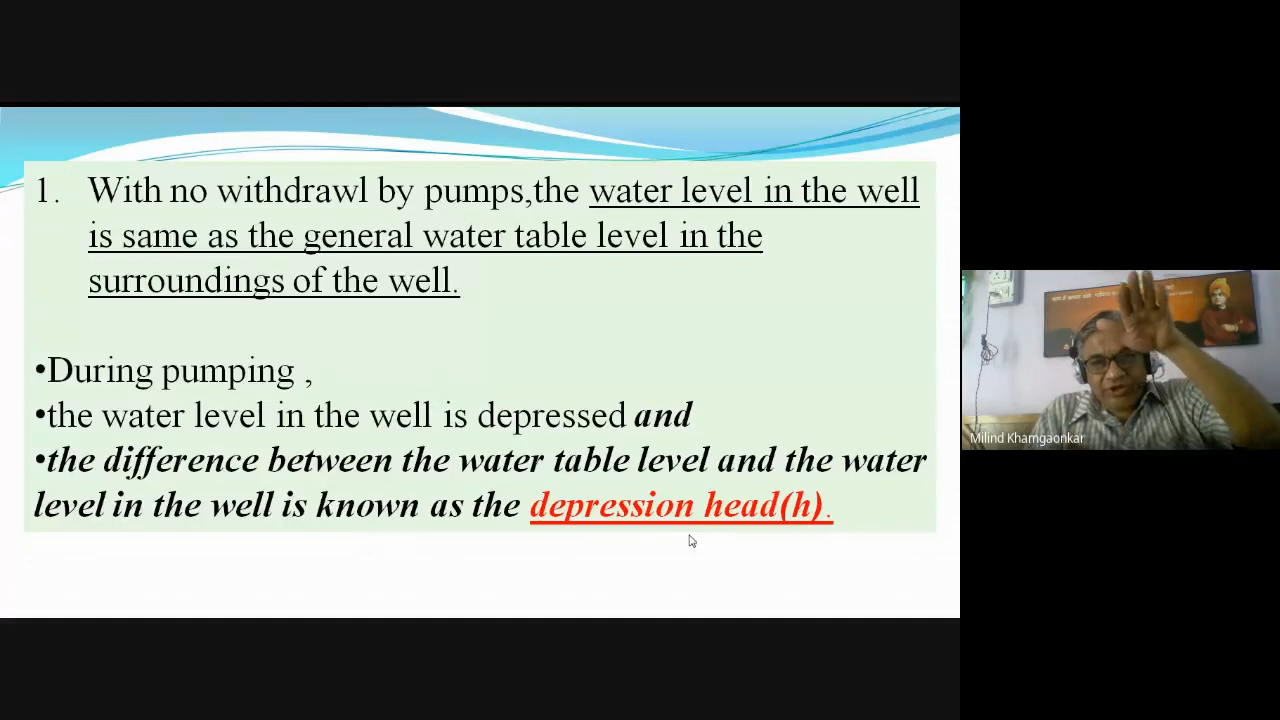 1. With no withdrawl by pumps,the water level in the well
is same as the general water table level in the
surroundings of the well.
•During pumping ,
•the water level in the well is depressed and
•the difference between the water table level and the water
level in the well is known as the depression head(h).
Milind Khamgaonkar